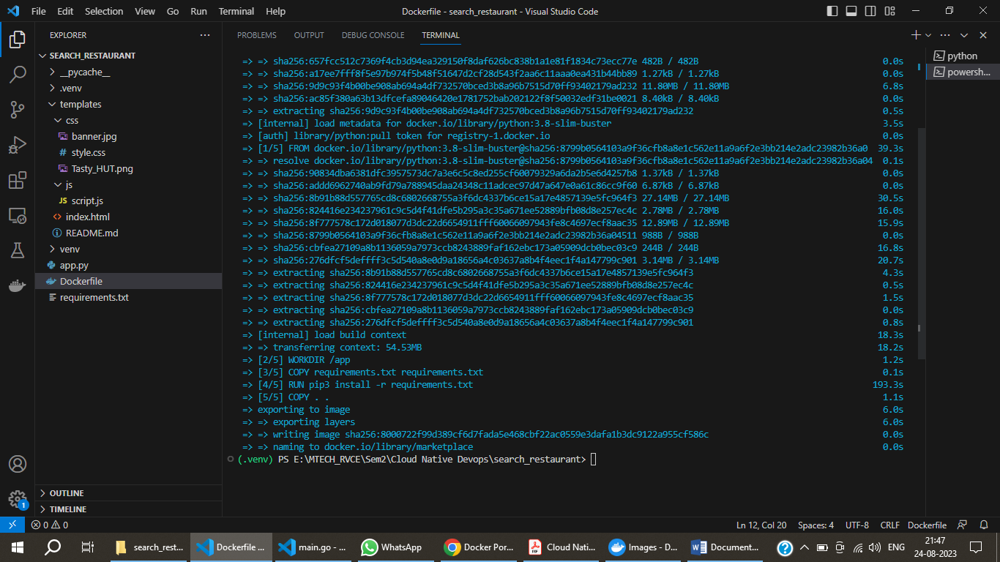 File Edit Selection View Go Run Terminal Help
Dockerfile - search_restaurant - Visual Studio Code
EXPLORER
SEARCH_RESTAURANT
__pycache__
.venv
templates
css
banner.jpg
# style.css
Tasty_HUT.png
js
JS script.js
<> index.html
README.md
venv
app.py
Dockerfile
requirements.txt
OUTLINE
TIMELINE
PROBLEMS OUTPUT DEBUG CONSOLE TERMINAL
=> => sha256:657fcc512c7369f4cb3d94ea329150f8daf626bc838b1a1e81f1834c73ecc77e 482B / 482B 0.0s
=> => sha256:a17ee7fff8f5e97b974f5b48f51647d2cf28d543f2aa6c11aaa0ea431b44bb89 1.27kB / 1.27kB 0.0s
=> => sha256:9d9c93f4b00be908ab694a4df732570bced3b8a96b7515d70ff93402179ad232 11.80MB / 11.80MB 6.8s
=> => sha256:ac85f380a63b13dfcefa89046420e1781752bab202122f8f50032edf31be0021 8.40kB / 8.40kB 0.0s
=> => extracting sha256:9d9c93f4b00be908ab694a4df732570bced3b8a96b7515d70ff93402179ad232 0.5s
=> [internal] load metadata for docker.io/library/python:3.8-slim-buster 3.5s
=> [auth] library/python:pull token for registry-1.docker.io 0.0s
=> [1/5] FROM docker.io/library/python:3.8-slim-buster@sha256:8799b0564103a9f36cfb8a8e1c562e11a9a6f2e3bb214e2adc23982b36a0 39.3s
=> => resolve docker.io/library/python:3.8-slim-buster@sha256:8799b0564103a9f36cfb8a8e1c562e11a9a6f2e3bb214e2adc23982b36a04 0.1s
=> => sha256:90834dba6381dfc3957573dc7a3e6c5c8ed255cf60079329a6da2b5e6d4257b8 1.37kB / 1.37kB 0.0s
=> => sha256:addd6962740ab9fd79a788945daa24348c11adcec97d47a647e0a61c86cc9f60 6.87kB / 6.87kB 0.0s
=> => sha256:8b91b88d557765cd8c6802668755a3f6dc4337b6ce15a17e4857139e5fc964f3 27.14MB / 27.14MB 30.5s
=> => sha256:824416e234237961c9c5d4f41dfe5b295a3c35a671ee52889bfb08d8e257ec4c 2.78MB / 2.78MB 16.0s
=> => sha256:8f777578c172d018077d3dc22d6654911fff60066097943fe8c4697ecf8aac35 12.89MB / 12.89MB 15.9s
=> => sha256:8799b0564103a9f36cfb8a8e1c562e11a9a6f2e3bb214e2adc23982b36a04511 988B / 988B 0.0s
=> => sha256:cbfea27109a8b1136059a7973ccb8243889faf162ebc173a05909dcb0bec03c9 244B / 244B 16.8s
=> => sha256:276dfcf5deffff3c5d540a8e0d9a18656a4c03637a8b4f4eec1f4a147799c901 3.14MB / 3.14MB 20.7s
=> => extracting sha256:8b91b88d557765cd8c6802668755a3f6dc4337b6ce15a17e4857139e5fc964f3 4.3s
=> => extracting sha256:824416e234237961c9c5d4f41dfe5b295a3c35a671ee52889bfb08d8e257ec4c 0.5s
=> => extracting sha256:8f777578c172d018077d3dc22d6654911fff60066097943fe8c4697ecf8aac35 1.5s
=> => extracting sha256:cbfea27109a8b1136059a7973ccb8243889faf162ebc173a05909dcb0bec03c9 0.0s
=> => extracting sha256:276dfcf5deffff3c5d540a8e0d9a18656a4c03637a8b4f4eec1f4a147799c901 0.8s
=> [internal] load build context 18.3s
=> => transferring context: 54.53MB 18.2s
=> [2/5] WORKDIR /app 1.2s
=> [3/5] COPY requirements.txt requirements.txt 0.1s
=> [4/5] RUN pip3 install -r requirements.txt 193.3s
=> [5/5] COPY . . 1.1s
=> exporting to image 6.0s
=> => exporting layers 6.0s
=> => writing image sha256:8000722f99d389cf6d7fada5e468cbf22ac0559e3dafa1b3dc9122a955cf586c 0.0s
=> => naming to docker.io/library/marketplace 0.0s
(.venv) PS E:\MTECH_RVCE\Sem2\Cloud Native Devops\search_restaurant>
python
powersh...
1
0 0
Ln 12, Col 20 Spaces: 4 UTF-8 CRLF Dockerfile
search_rest... Dockerfile ... main.go - ... WhatsApp Docker Por... Cloud Nati... Images - D... Document...
ENG
21:47
24-08-2023